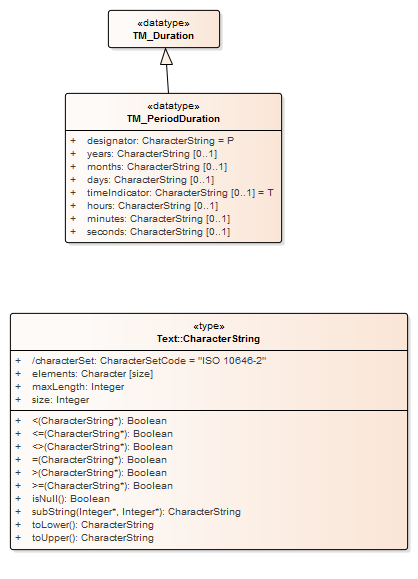 «datatype»
TM_Duration
«datatype»
TM_PeriodDuration
+ designator: CharacterString = P
+ years: CharacterString [0..1]
+ months: CharacterString [0..1]
+ days: CharacterString [0..1]
+ timeIndicator: CharacterString [0..1] = T
+ hours: CharacterString [0..1]
+ minutes: CharacterString [0..1]
+ seconds: CharacterString [0..1]
«type»
Text::CharacterString
+ /characterSet: CharacterSetCode = "ISO 10646-2"
+ elements: Character [size]
+ maxLength: Integer
+ size: Integer
+ <(CharacterString*): Boolean
+ <=(CharacterString*): Boolean
+ <>(CharacterString*): Boolean
+ =(CharacterString*): Boolean
+ >(CharacterString*): Boolean
+ >=(CharacterString*): Boolean
+ isNull(): Boolean
+ subString(Integer*, Integer*): CharacterString
+ toLower(): CharacterString
+ toUpper(): CharacterString